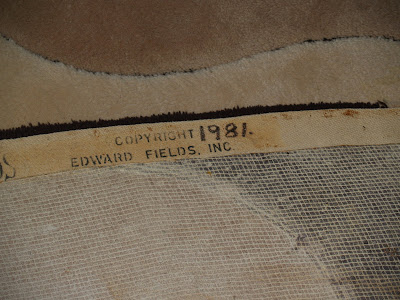 COPYRIGHT 1981.
EDWARD FIELDS, INC